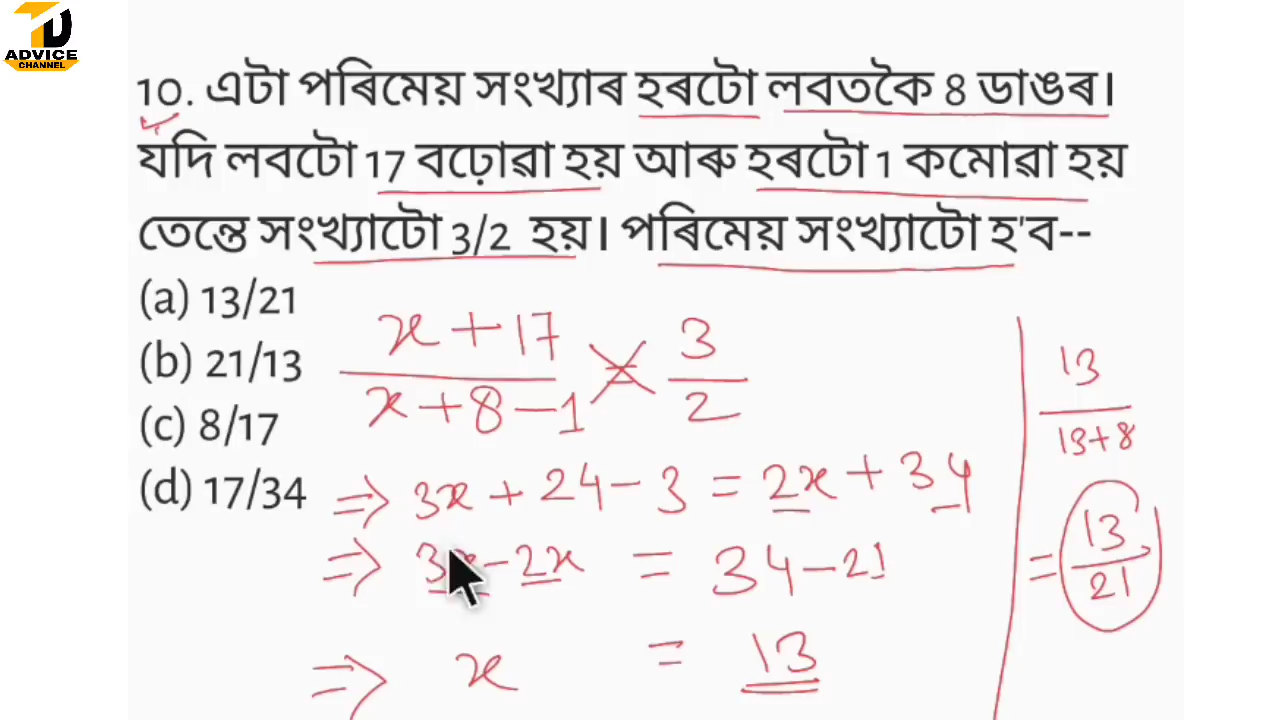 TD
ADVICE
CHANNEL
10. এটা পৰিমেয় সংখ্যাৰ হৰটো লবতকৈ 8 ডাঙৰ।
যদি লবটো 17 বঢ়োৱা হয় আৰু হৰটো 1 কমোৱা হয়
তেন্তে সংখ্যাটো 3/2 হয়। পৰিমেয় সংখ্যাটো হ'ব--
(a) 13/21
(b) 21/13
(c) 8/17
(d) 17/34
x + 17
x + 8 - 1
3
2
⇒ 3x + 24 - 3 = 2x + 34
⇒ 3x - 2x = 34 - 21
⇒ x = 13
13
13+8
= 13
21